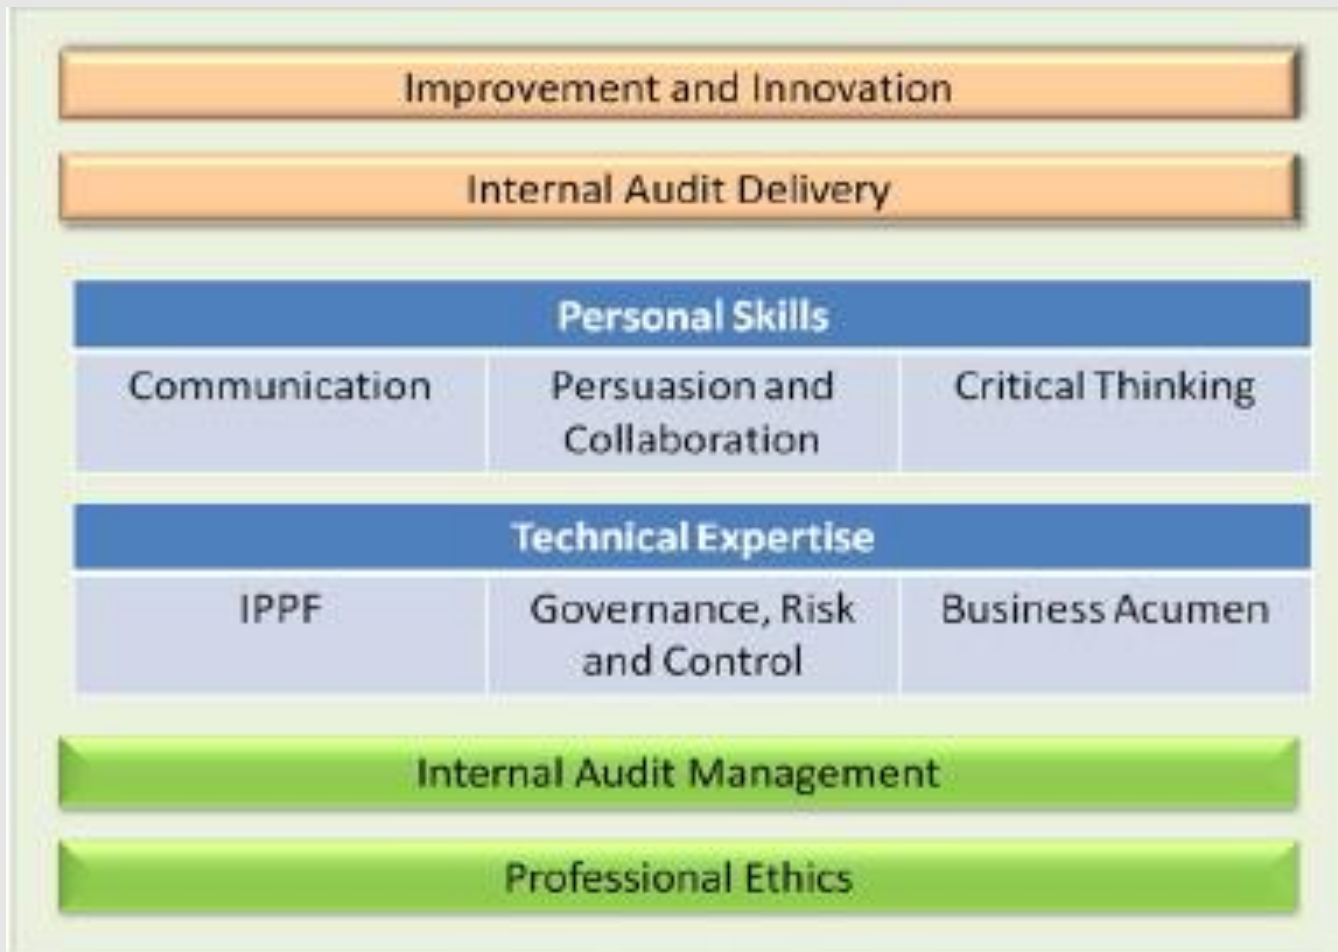 Improvement and Innovation
Internal Audit Delivery
Personal Skills
Communication
Persuasion and
Collaboration
Critical Thinking
Technical Expertise
IPPF
Governance, Risk
and Control
Business Acumen
Internal Audit Management
Professional Ethics